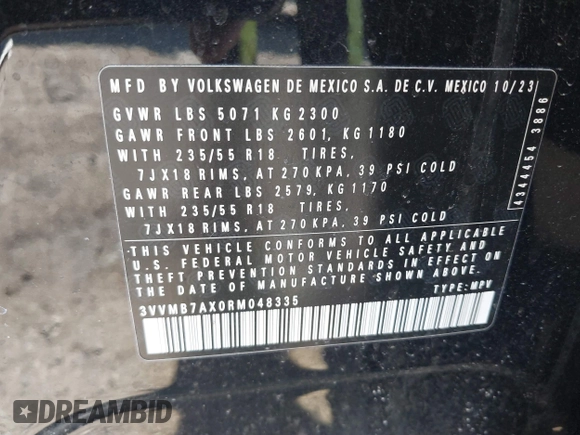 MFD BY VOLKSWAGEN DE MEXICO S.A. DE C.V. MEXICO 10/23
GVWR LBS 5071 KG 2300
GAWR FRONT LBS 2601, KG 1180
WITH 235/55 R18 TIRES,
7JX18 RIMS, AT 270 KPA, 39 PSI COLD
GAWR REAR LBS 2579, KG 1170
WITH 235/55 R18 TIRES,
7JX18 RIMS, AT 270 KPA, 39 PSI COLD
THIS VEHICLE CONFORMS TO ALL APPLICABLE
U.S. FEDERAL MOTOR VEHICLE SAFETY AND
THEFT PREVENTION STANDARDS IN EFFECT ON
THE DATE OF MANUFACTURE SHOWN ABOVE.
3VVMB7AX0RM048335 TYPE: MPV
4344454 3886
DREAMBID